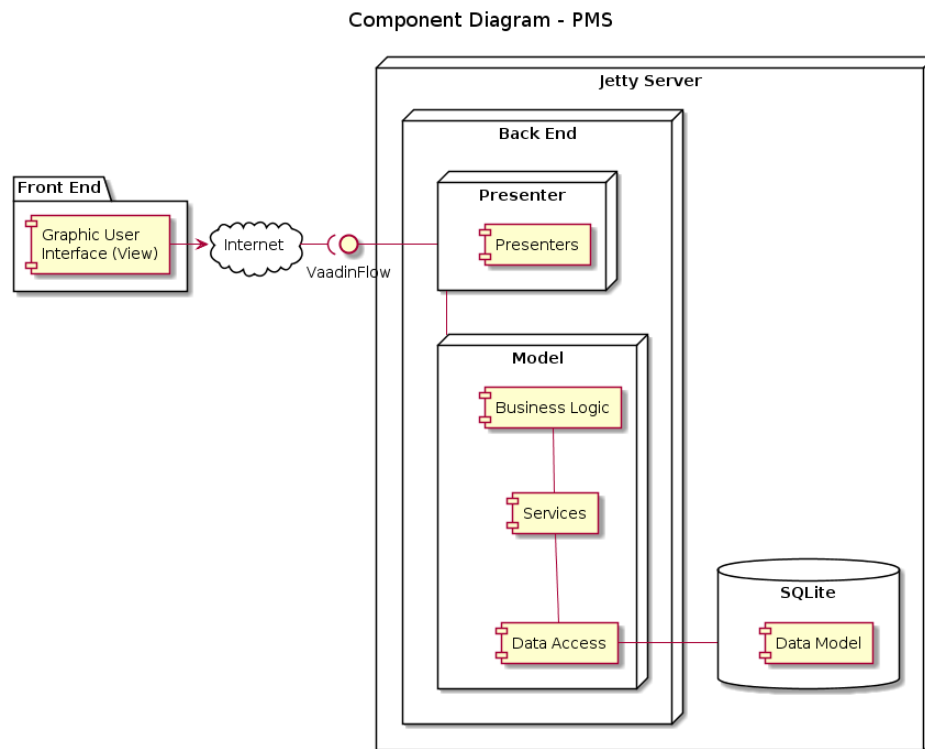 Component Diagram - PMS
Jetty Server
Back End
Front End
Presenter
Graphic User
Interface (View)
Internet
VaadinFlow
Presenters
Model
Business Logic
Services
SQLite
Data Access
Data Model